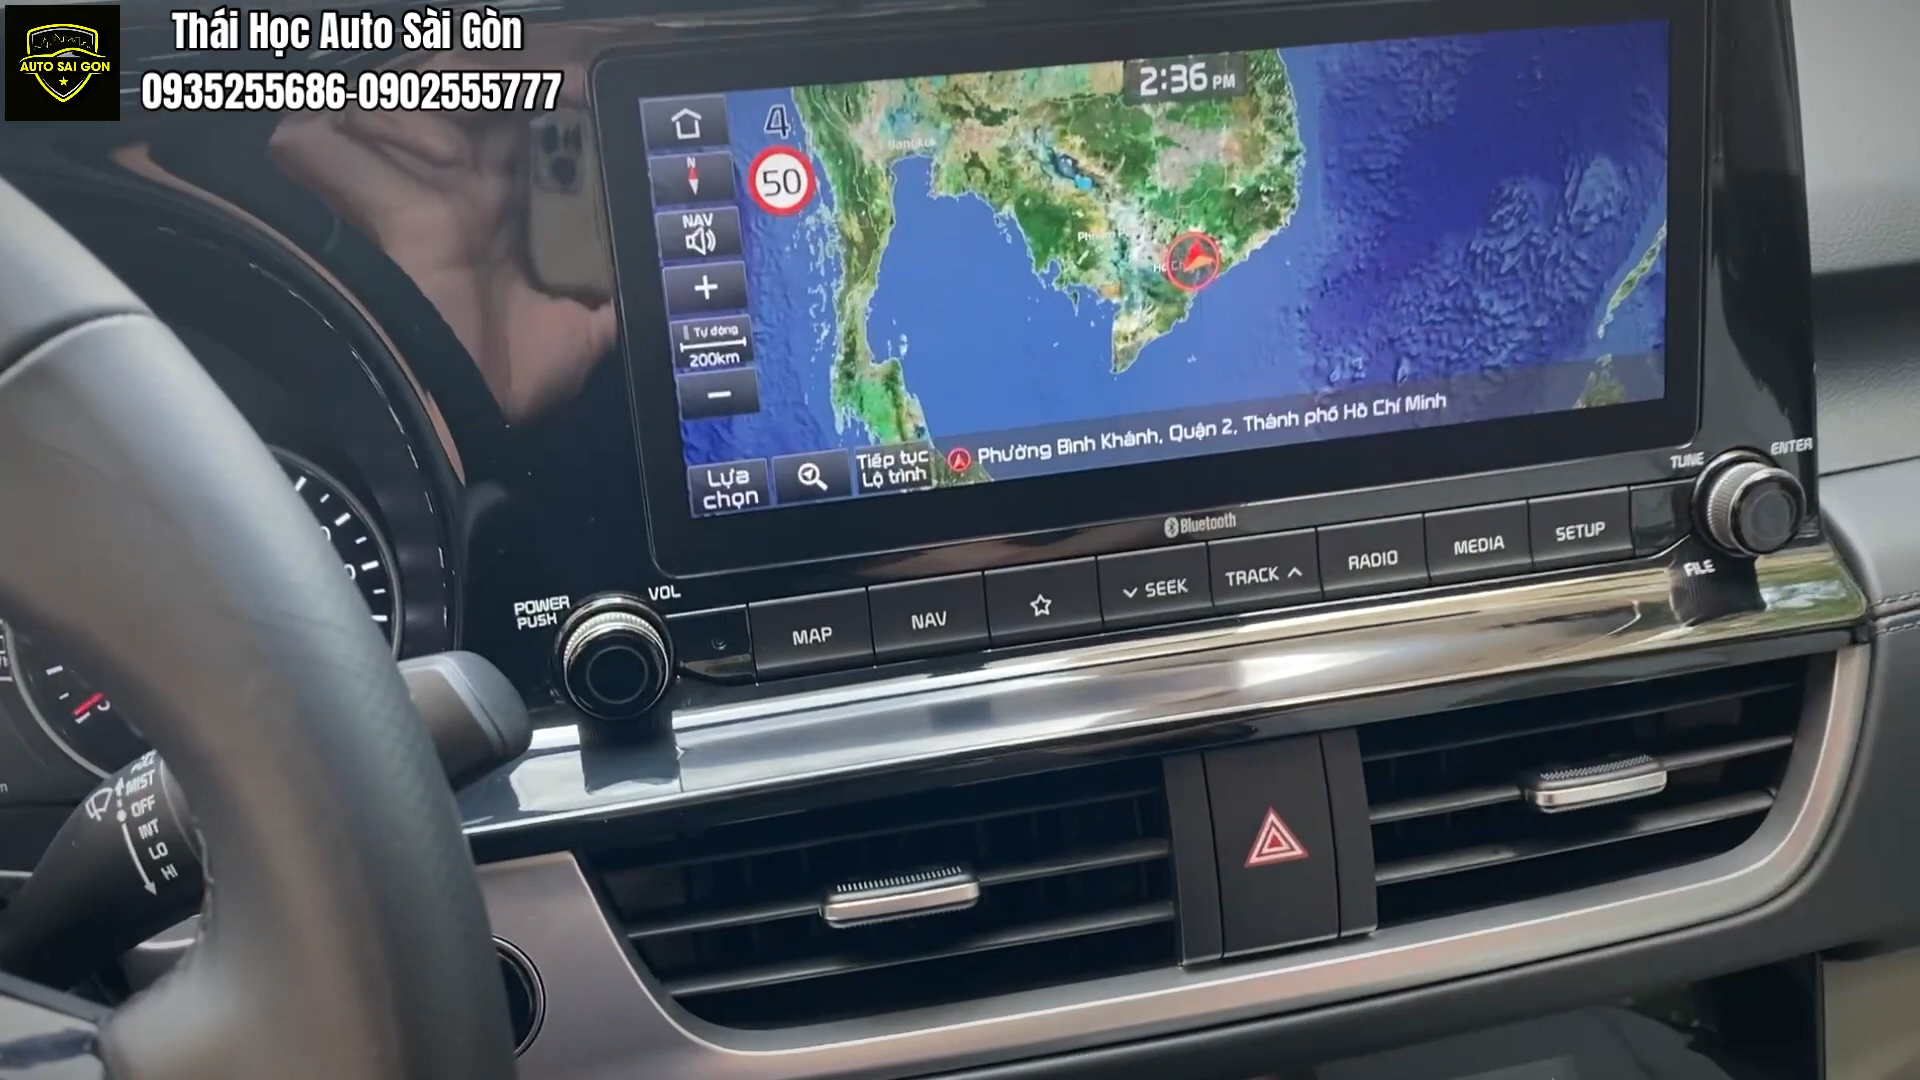 Thái Học Auto Sài Gòn
0935255686-0902555777
AUTO SAI GON
2:36 PM
4
50
N
NAV
Tự động
200km
Bangkok
Phường Bình Khánh, Quận 2, Thành phố Hồ Chí Minh
Lựa
chọn
Tiếp tục
Lộ trình
Bluetooth
TUNE
ENTER
FILE
POWER
PUSH
VOL
MAP
NAV
SEEK
TRACK
RADIO
MEDIA
SETUP
MIST
OFF
INT
LO
HI